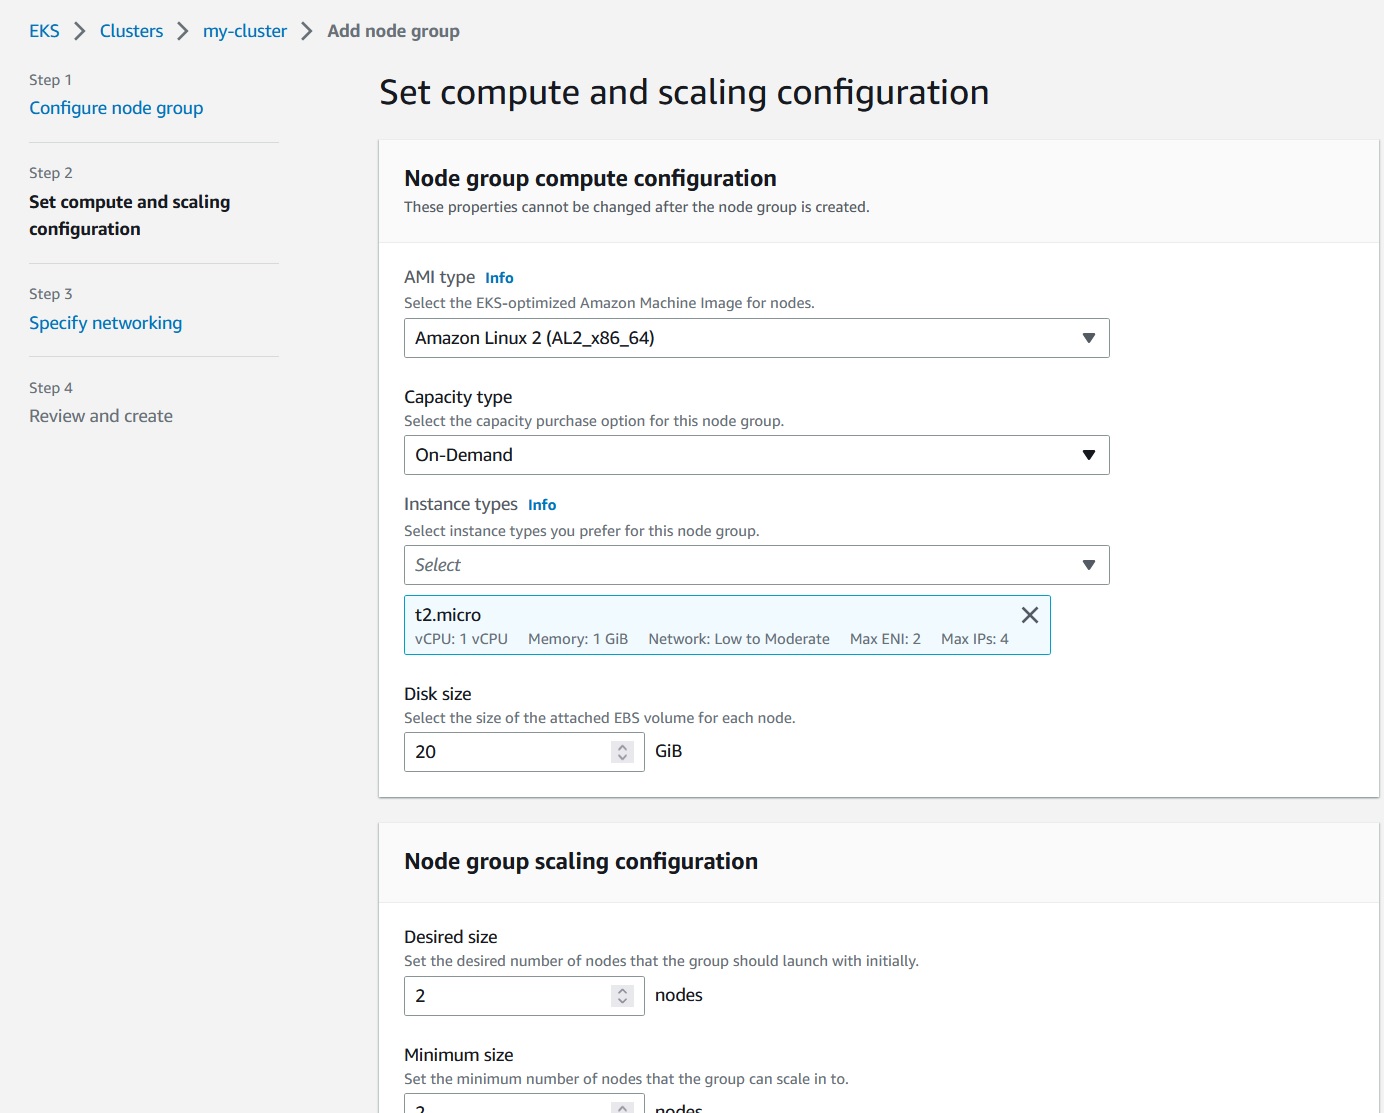 EKS > Clusters > my-cluster > Add node group
Step 1
Configure node group
Step 2
Set compute and scaling
configuration
Step 3
Specify networking
Step 4
Review and create
Set compute and scaling configuration
Node group compute configuration
These properties cannot be changed after the node group is created.
AMI type Info
Select the EKS-optimized Amazon Machine Image for nodes.
Amazon Linux 2 (AL2_x86_64)
Capacity type
Select the capacity purchase option for this node group.
On-Demand
Instance types Info
Select instance types you prefer for this node group.
Select
t2.micro
vCPU: 1 vCPU Memory: 1 GiB Network: Low to Moderate Max ENI: 2 Max IPs: 4
Disk size
Select the size of the attached EBS volume for each node.
20 GiB
Node group scaling configuration
Desired size
Set the desired number of nodes that the group should launch with initially.
2 nodes
Minimum size
Set the minimum number of nodes that the group can scale in to.
2 nodes